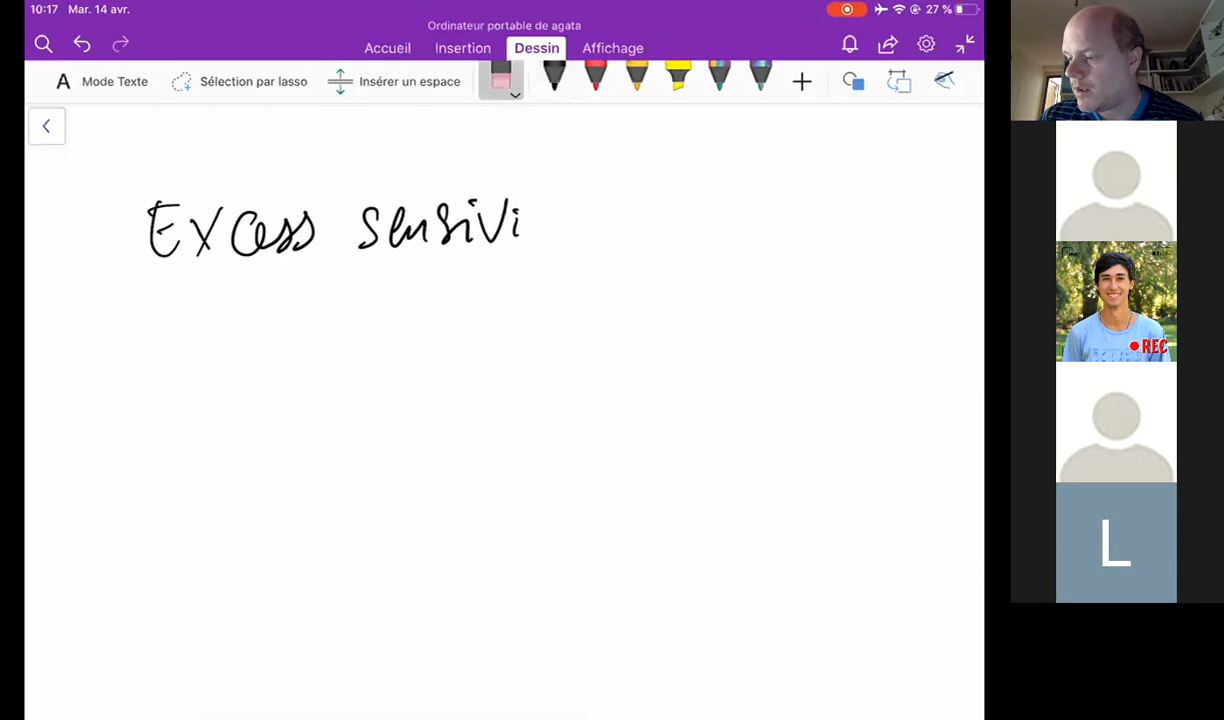 10:17 Mar. 14 avr.
27 %
Ordinateur portable de agata
Accueil Insertion Dessin Affichage
A Mode Texte Sélection par lasso Insérer un espace
Excess sensivi
REC
L